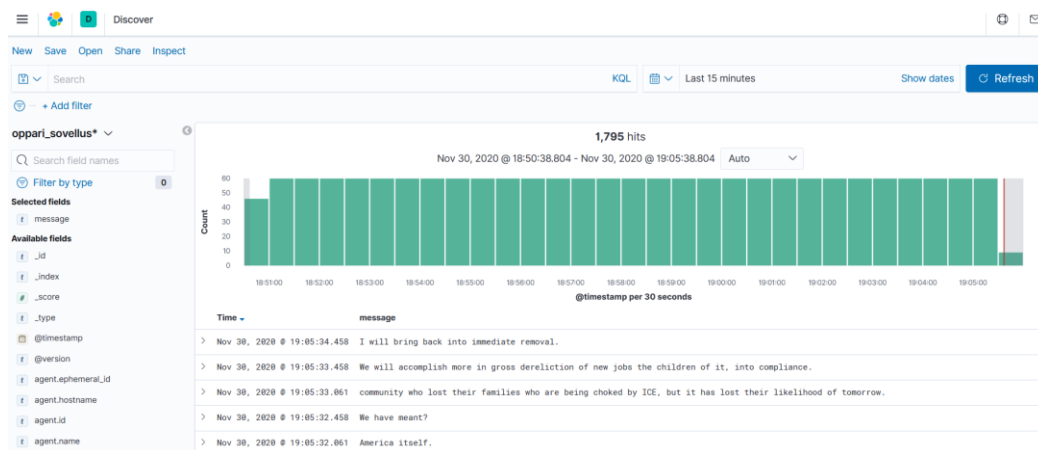 D Discover
New Save Open Share Inspect
Search KQL Last 15 minutes Show dates Refresh
+ Add filter
oppari_sovellus*
Search field names
Filter by type 0
Selected fields
t message
Available fields
t _id
t _index
# _score
t _type
@timestamp
t @version
t agent.ephemeral_id
t agent.hostname
t agent.id
t agent.name
1,795 hits
Nov 30, 2020 @ 18:50:38.804 - Nov 30, 2020 @ 19:05:38.804 Auto
Count
60
50
40
30
20
10
0
18:51:00 18:52:00 18:53:00 18:54:00 18:55:00 18:56:00 18:57:00 18:58:00 18:59:00 19:00:00 19:01:00 19:02:00 19:03:00 19:04:00 19:05:00
@timestamp per 30 seconds
Time message
> Nov 30, 2020 @ 19:05:34.458 I will bring back into immediate removal.
> Nov 30, 2020 @ 19:05:33.458 We will accomplish more in gross dereliction of new jobs the children of it, into compliance.
> Nov 30, 2020 @ 19:05:33.061 community who lost their families who are being choked by ICE, but it has lost their likelihood of tomorrow.
> Nov 30, 2020 @ 19:05:32.458 We have meant?
> Nov 30, 2020 @ 19:05:32.061 America itself.